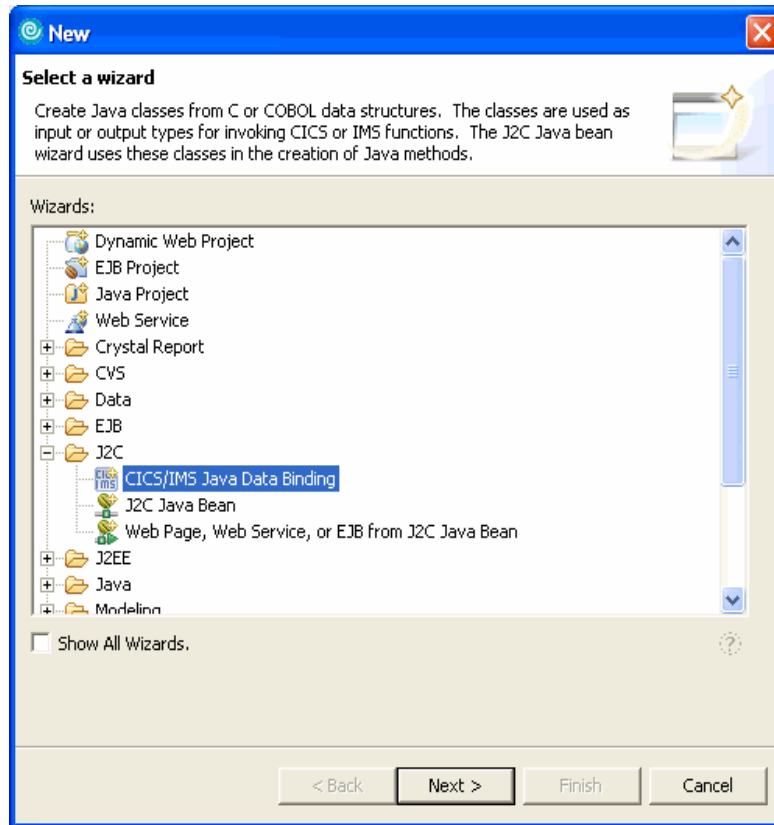 New
Select a wizard
Create Java classes from C or COBOL data structures. The classes are used as
input or output types for invoking CICS or IMS functions. The J2C Java bean
wizard uses these classes in the creation of Java methods.
Wizards:
Dynamic Web Project
EJB Project
Java Project
Web Service
Crystal Report
CVS
Data
EJB
J2C
CICS/IMS Java Data Binding
J2C Java Bean
Web Page, Web Service, or EJB from J2C Java Bean
J2EE
Java
Modeling
Show All Wizards.
< Back Next > Finish Cancel